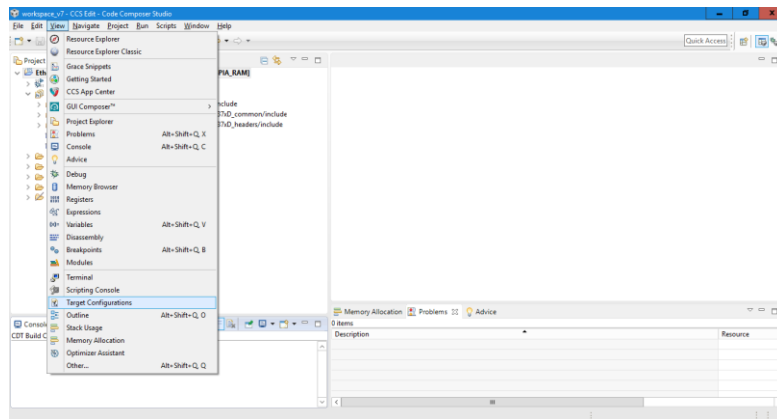 workspace_v7 - CCS Edit - Code Composer Studio
File Edit View Navigate Project Run Scripts Window Help
Quick Access
Resource Explorer
Resource Explorer Classic
Grace Snippets
Getting Started
CCS App Center
GUI Composer™
Project Explorer
Problems Alt+Shift+Q, X
Console Alt+Shift+Q, C
Advice
Debug
Memory Browser
Registers
Expressions
Variables Alt+Shift+Q, V
Disassembly
Breakpoints Alt+Shift+Q, B
Modules
Terminal
Scripting Console
Target Configurations
Outline Alt+Shift+Q, O
Stack Usage
Memory Allocation
Optimizer Assistant
Other... Alt+Shift+Q, Q
Project
Eth
PIA_RAM]
nclude
37xD_common/include
37xD_headers/include
Consol
CDT Build C
Memory Allocation Problems Advice
0 items
Description Resource